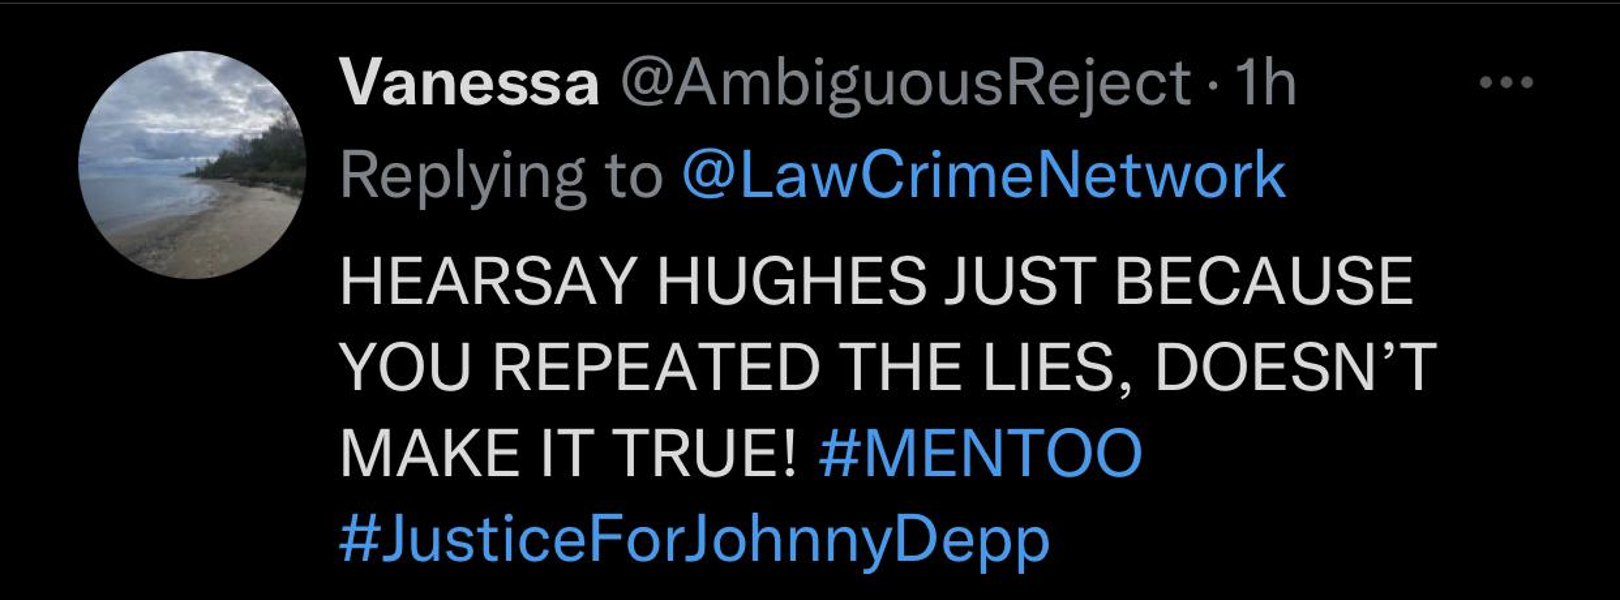 Vanessa @AmbiguousReject · 1h
Replying to @LawCrimeNetwork
HEARSAY HUGHES JUST BECAUSE
YOU REPEATED THE LIES, DOESN’T
MAKE IT TRUE! #MENTOO
#JusticeForJohnnyDepp